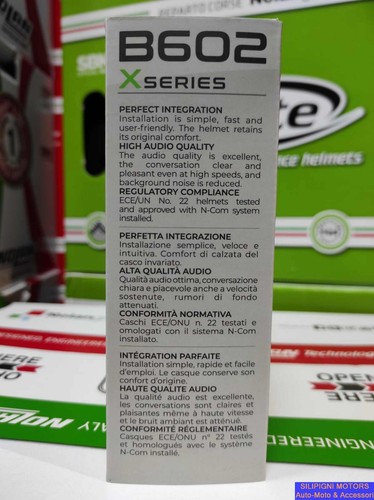 B602
X SERIES
PERFECT INTEGRATION
Installation is simple, fast and
user-friendly. The helmet retains
its original comfort.
HIGH AUDIO QUALITY
The audio quality is excellent,
the conversation clear and
pleasant even at high speeds, and
background noise is reduced.
REGULATORY COMPLIANCE
ECE/UN No. 22 helmets tested
and approved with N-Com system
installed.
PERFETTA INTEGRAZIONE
Installazione semplice, veloce e
intuitiva. Comfort di calzata del
casco invariato.
ALTA QUALITÀ AUDIO
Qualità audio ottima, conversazione
chiara e piacevole anche a velocità
sostenute, rumori di fondo
attenuati.
CONFORMITÀ NORMATIVA
Caschi ECE/ONU n. 22 testati e
omologati con il sistema N-Com
installato.
INTÉGRATION PARFAITE
Installation simple, rapide et facile
d'emploi. Le casque conserve son
confort d'origine.
HAUTE QUALITÉ AUDIO
La qualité audio est excellente,
les conversations sont claires et
plaisantes même à haute vitesse
et le bruit ambiant est atténué.
CONFORMITÉ RÉGLEMENTAIRE
Casques ECE/ONU n° 22 testés
et homologués avec le système
N-Com installé.
nce helmets
ENGINEERED
SILIPIGNI MOTORS
Auto-Moto & Accessori